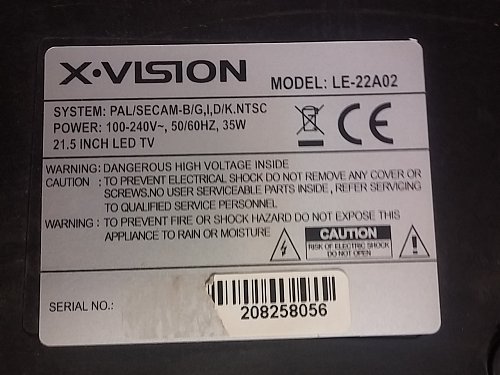 X·VISION
MODEL: LE-22A02
SYSTEM: PAL/SECAM-B/G,I,D/K.NTSC
POWER: 100-240V~, 50/60HZ, 35W
21.5 INCH LED TV
CE
WARNING: DANGEROUS HIGH VOLTAGE INSIDE
CAUTION : TO PREVENT ELECTRICAL SHOCK DO NOT REMOVE ANY COVER OR
SCREWS.NO USER SERVICEABLE PARTS INSIDE , REFER SERVICING
TO QUALIFIED SERVICE PERSONNEL
WARNING : TO PREVENT FIRE OR SHOCK HAZARD DO NOT EXPOSE THIS
APPLIANCE TO RAIN OR MOISTURE
CAUTION
RISK OF ELECTRIC SHOCK
DO NOT OPEN
SERIAL NO.:
208258056